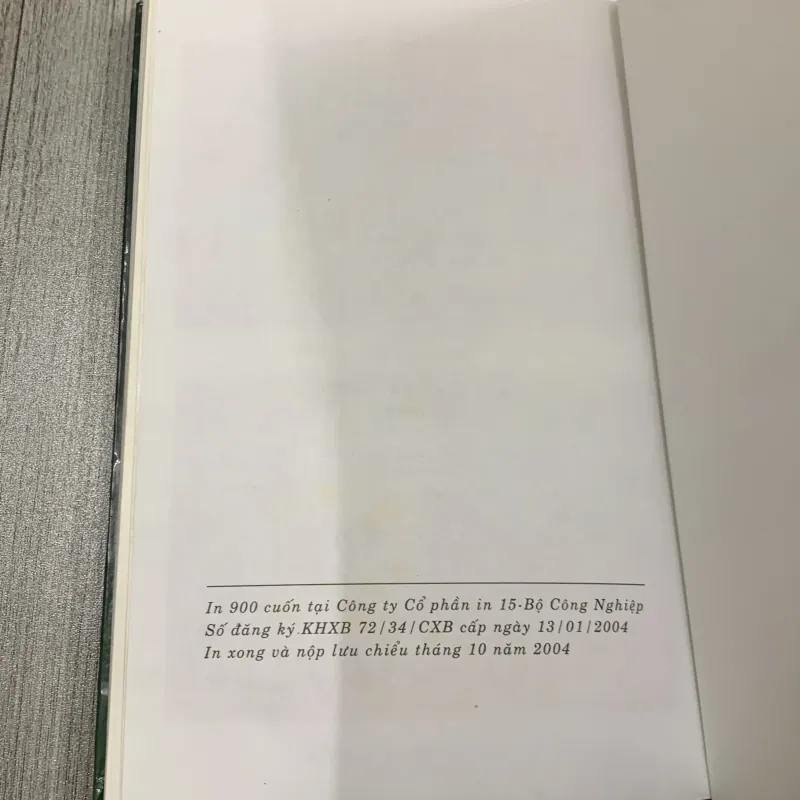 In 900 cuốn tại Công ty Cổ phần in 15-Bộ Công Nghiệp
Số đăng ký.KHXB 72/34/CXB cấp ngày 13/01/2004
In xong và nộp lưu chiểu tháng 10 năm 2004